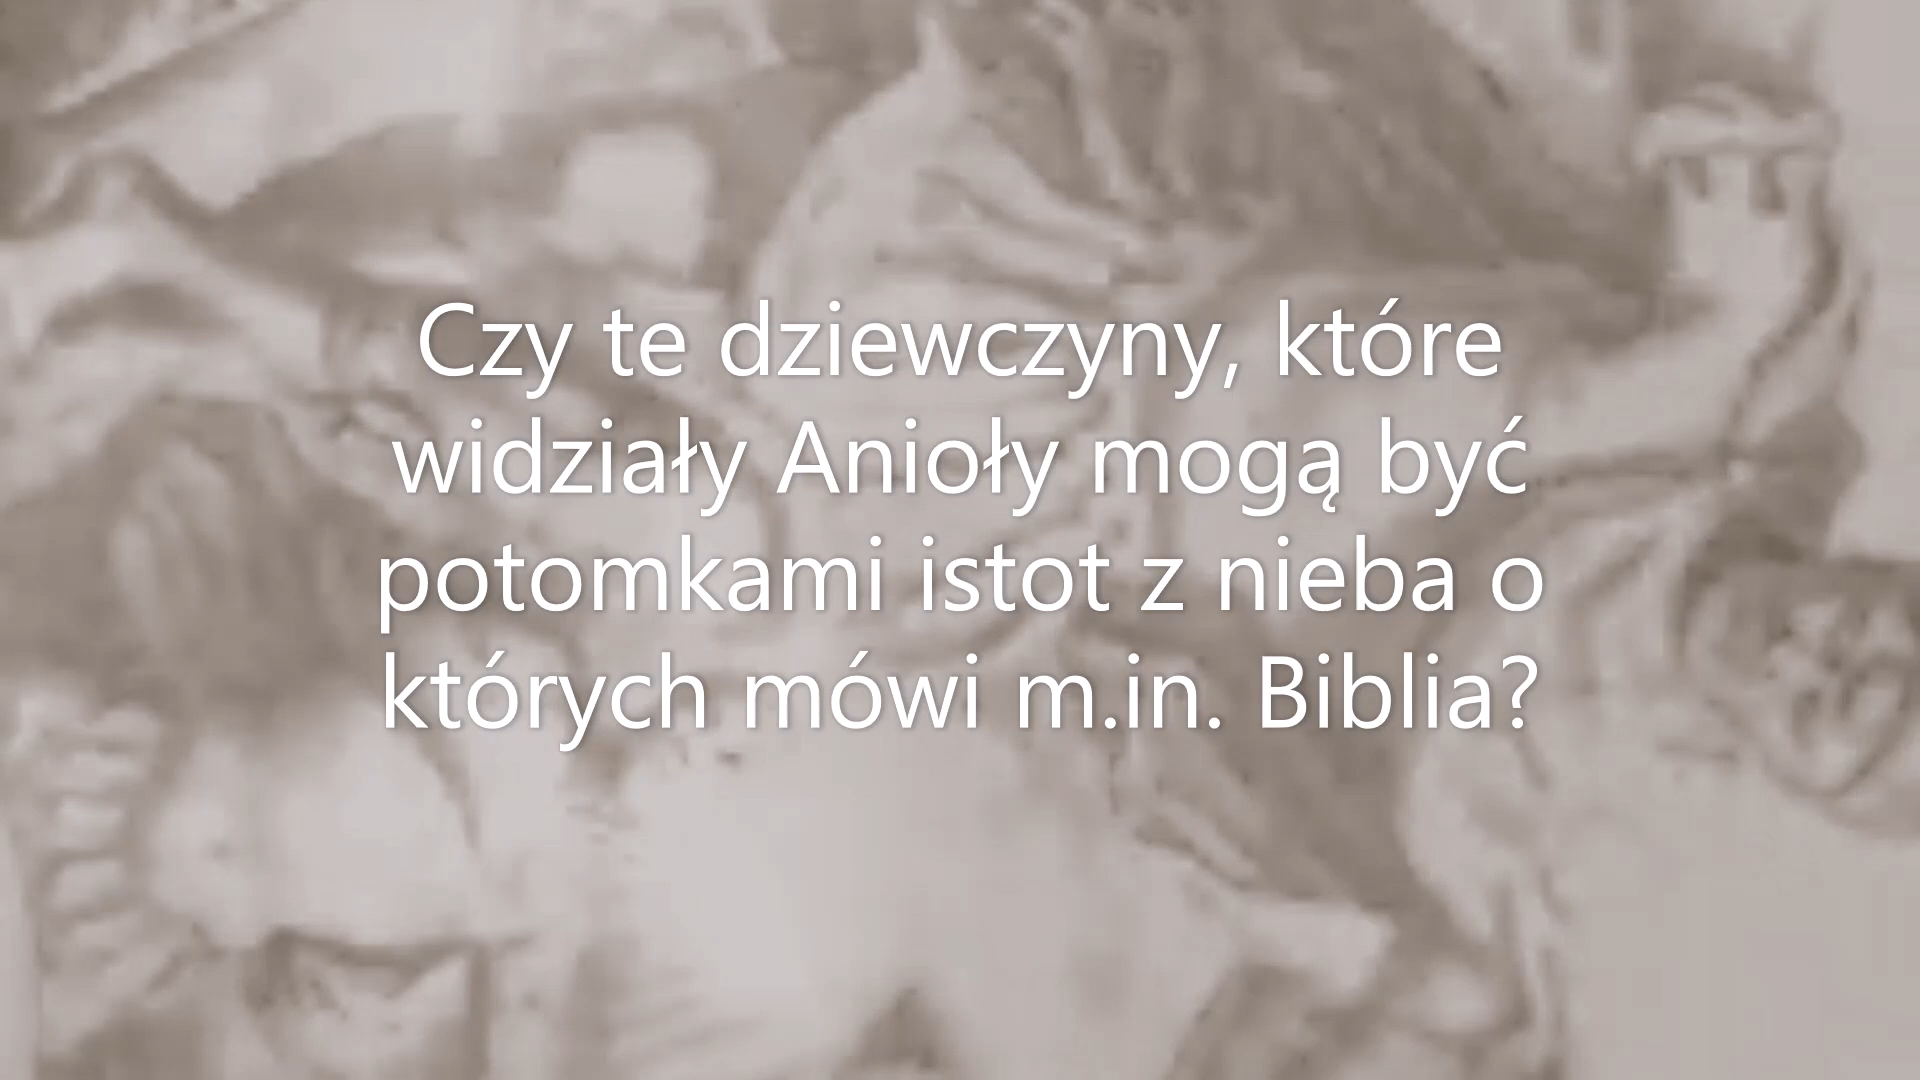 Czy te dziewczyny, które
widziały Anioły mogą być
potomkami istot z nieba o
których mówi m.in. Biblia?